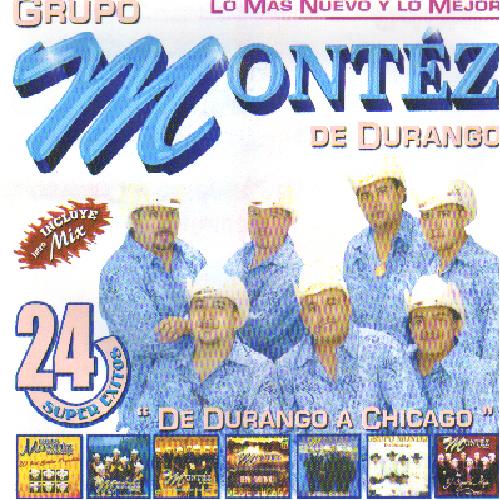 GRUPO
LO MAS NUEVO Y LO MEJOR
MONTÉZ
DE DURANGO
INCLUYE
Mix
24
SUPER EXITOS
" DE DURANGO A CHICAGO "